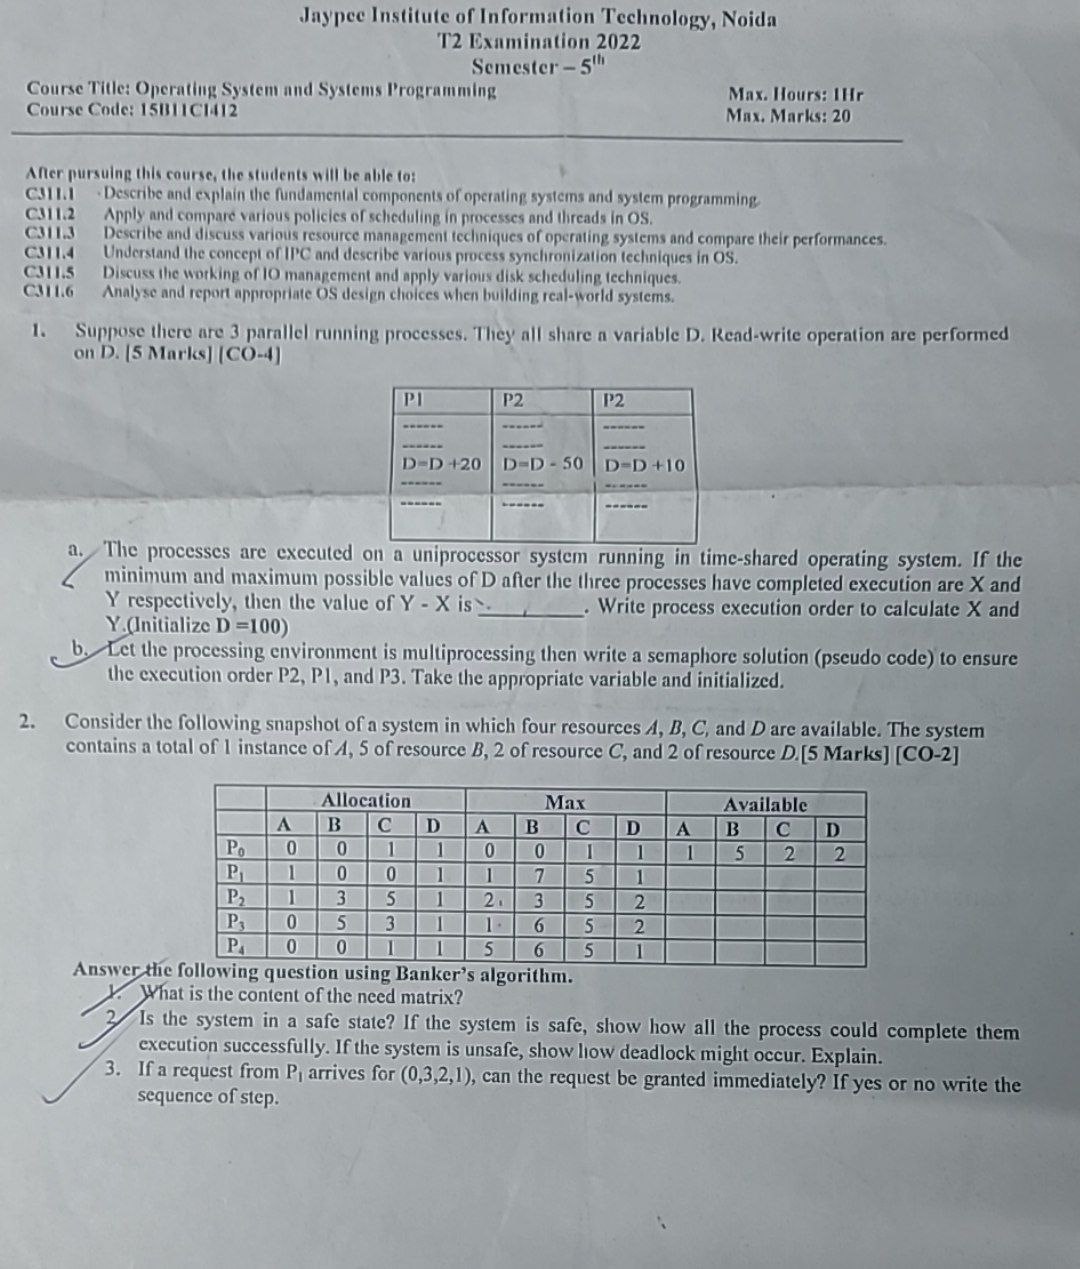 Jaypee Institute of Information Technology, Noida
T2 Examination 2022
Semester – 5th
Course Title: Operating System and Systems Programming
Max. Hours: 1Hr
Course Code: 15B11CI412
Max. Marks: 20
After pursuing this course, the students will be able to:
C311.1 Describe and explain the fundamental components of operating systems and system programming.
C311.2 Apply and compare various policies of scheduling in processes and threads in OS.
C311.3 Describe and discuss various resource management techniques of operating systems and compare their performances.
C311.4 Understand the concept of IPC and describe various process synchronization techniques in OS.
C311.5 Discuss the working of IO management and apply various disk scheduling techniques.
C311.6 Analyse and report appropriate OS design choices when building real-world systems.
1. Suppose there are 3 parallel running processes. They all share a variable D. Read-write operation are performed
on D. [5 Marks] [CO-4]
P1 P2 P2
------ ------ ------
------ ------ ------
D=D +20 D=D - 50 D=D +10
------ ------ ------
------ ------ ------
a. The processes are executed on a uniprocessor system running in time-shared operating system. If the
minimum and maximum possible values of D after the three processes have completed execution are X and
Y respectively, then the value of Y - X is ________. Write process execution order to calculate X and
Y.(Initialize D =100)
b. Let the processing environment is multiprocessing then write a semaphore solution (pseudo code) to ensure
the execution order P2, P1, and P3. Take the appropriate variable and initialized.
2. Consider the following snapshot of a system in which four resources A, B, C, and D are available. The system
contains a total of 1 instance of A, 5 of resource B, 2 of resource C, and 2 of resource D.[5 Marks] [CO-2]
Allocation Max Available
A B C D A B C D A B C D
P0 0 0 1 1 0 0 1 1 1 5 2 2
P1 1 0 0 1 1 7 5 1
P2 1 3 5 1 2 3 5 2
P3 0 5 3 1 1 6 5 2
P4 0 0 1 1 5 6 5 1
Answer the following question using Banker's algorithm.
1. What is the content of the need matrix?
2. Is the system in a safe state? If the system is safe, show how all the process could complete them
execution successfully. If the system is unsafe, show how deadlock might occur. Explain.
3. If a request from P1 arrives for (0,3,2,1), can the request be granted immediately? If yes or no write the
sequence of step.